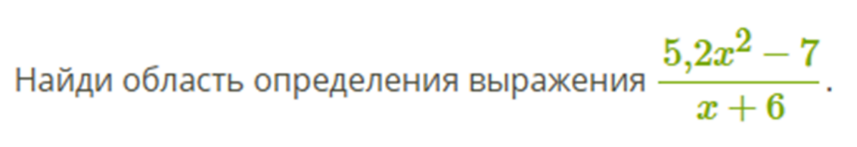 Найди область определения выражения (5,2x² − 7)/(x + 6).